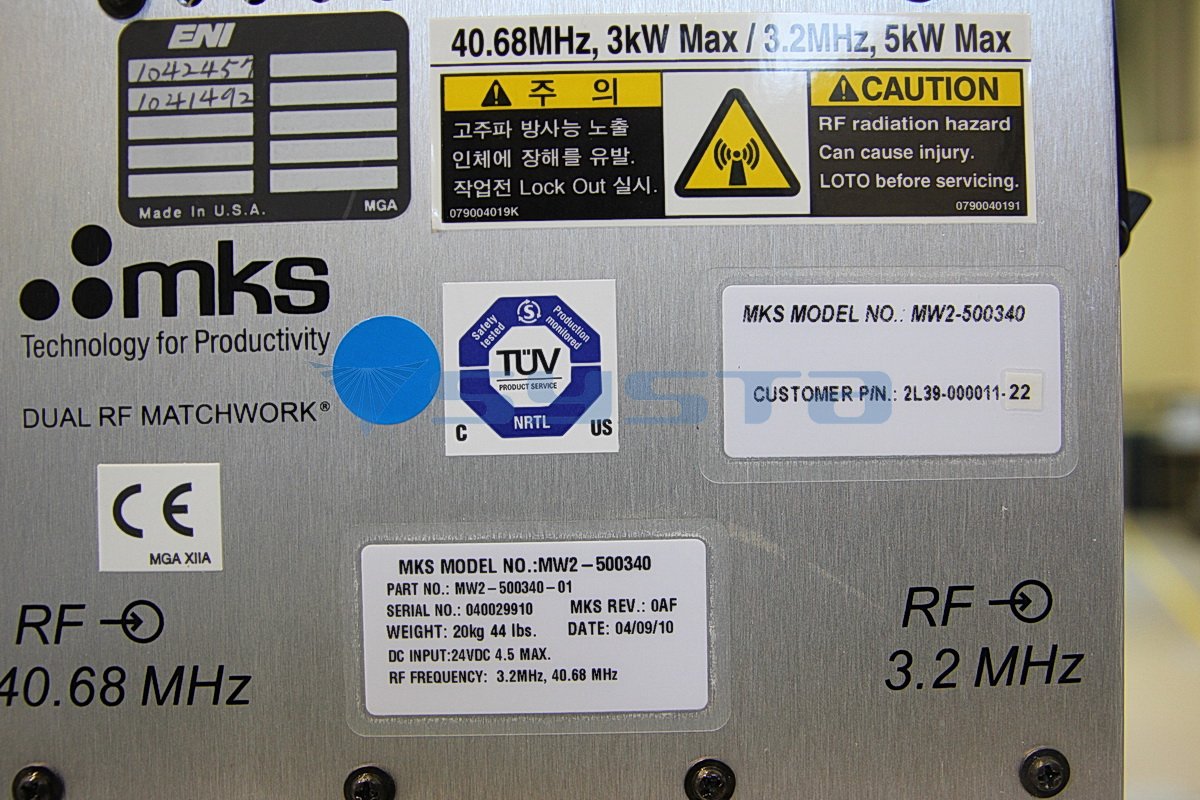 ENI
1042457
1041492
Made In U.S.A.
MGA
40.68MHz, 3kW Max / 3.2MHz, 5kW Max
주 의
고주파 방사능 노출
인체에 장해를 유발.
작업전 Lock Out 실시.
079004019K
CAUTION
RF radiation hazard
Can cause injury.
LOTO before servicing.
0790040191
mks
Technology for Productivity
DUAL RF MATCHWORK®
Safety tested
S
Production monitored
TÜV
PRODUCT SERVICE
NRTL
C US
SYSTO
MKS MODEL NO.: MW2-500340
CUSTOMER P/N.: 2L39-000011-22
CE
MGA XIIA
MKS MODEL NO.:MW2-500340
PART NO.: MW2-500340-01
SERIAL NO.: 040029910 MKS REV.: 0AF
WEIGHT: 20kg 44 lbs. DATE: 04/09/10
DC INPUT:24VDC 4.5 MAX.
RF FREQUENCY: 3.2MHz, 40.68 MHz
RF
40.68 MHz
RF
3.2 MHz